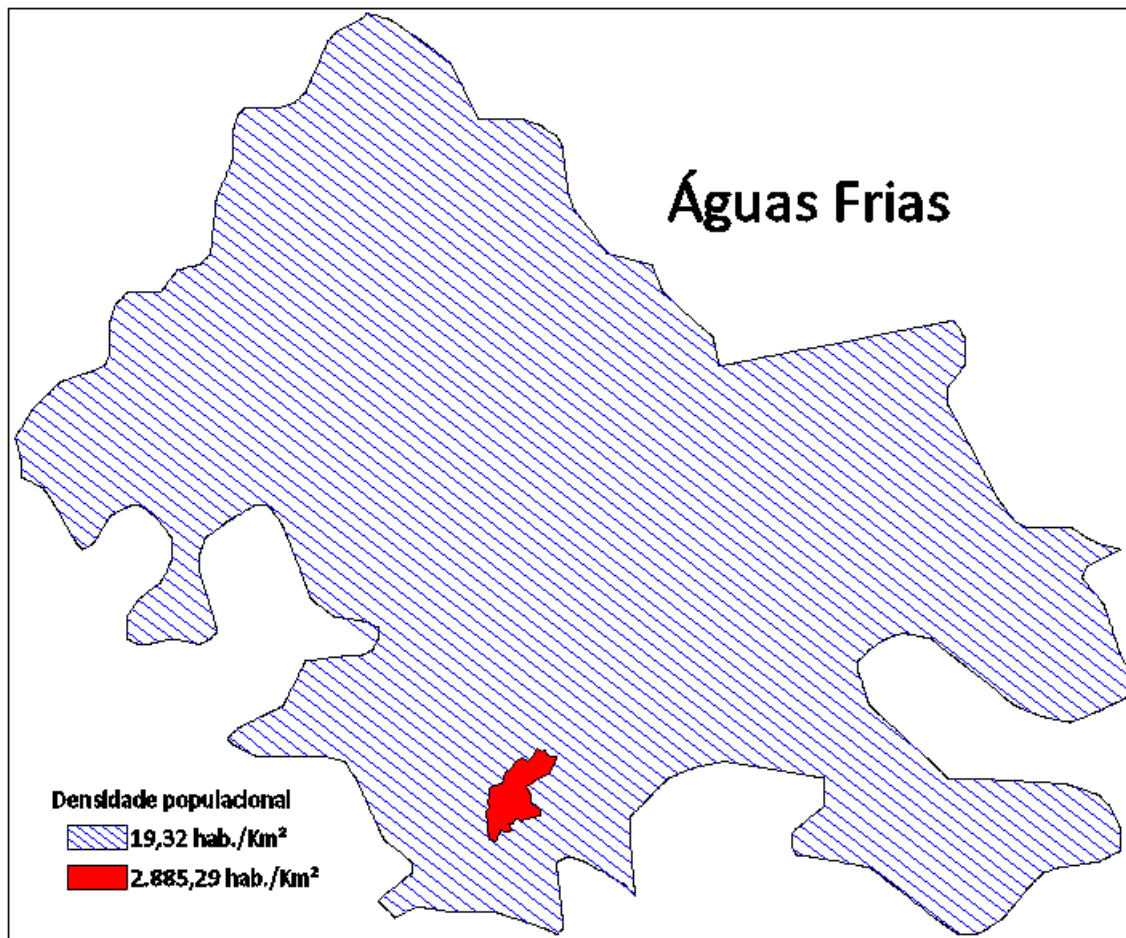 Águas Frias
Densidade populacional
19,32 hab./Km²
2.885,29 hab./Km²